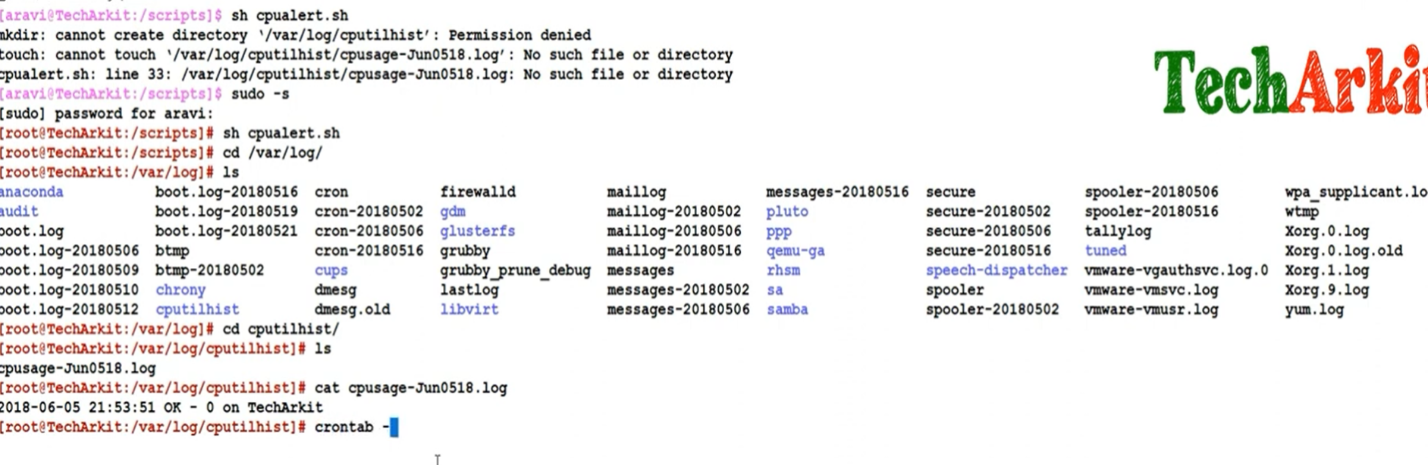 [aravi@TechArkit:/scripts]$ sh cpualert.sh
mkdir: cannot create directory '/var/log/cputilhist': Permission denied
touch: cannot touch '/var/log/cputilhist/cpusage-Jun0518.log': No such file or directory
cpualert.sh: line 33: /var/log/cputilhist/cpusage-Jun0518.log: No such file or directory
[aravi@TechArkit:/scripts]$ sudo -s
[sudo] password for aravi:
[root@TechArkit:/scripts]# sh cpualert.sh
[root@TechArkit:/scripts]# cd /var/log/
[root@TechArkit:/var/log]# ls
anaconda boot.log-20180516 cron firewalld maillog messages-20180516 secure spooler-20180506 wpa_supplicant.lo
audit boot.log-20180519 cron-20180502 gdm maillog-20180502 pluto secure-20180502 spooler-20180516 wtmp
boot.log boot.log-20180521 cron-20180506 glusterfs maillog-20180506 ppp secure-20180506 tallylog Xorg.0.log
boot.log-20180506 btmp cron-20180516 grubby maillog-20180516 qemu-ga secure-20180516 tuned Xorg.0.log.old
boot.log-20180509 btmp-20180502 cups grubby_prune_debug messages rhsm speech-dispatcher vmware-vgauthsvc.log.0 Xorg.1.log
boot.log-20180510 chrony dmesg lastlog messages-20180502 sa spooler vmware-vmsvc.log Xorg.9.log
boot.log-20180512 cputilhist dmesg.old libvirt messages-20180506 samba spooler-20180502 vmware-vmusr.log yum.log
[root@TechArkit:/var/log]# cd cputilhist/
[root@TechArkit:/var/log/cputilhist]# ls
cpusage-Jun0518.log
[root@TechArkit:/var/log/cputilhist]# cat cpusage-Jun0518.log
2018-06-05 21:53:51 OK - 0 on TechArkit
[root@TechArkit:/var/log/cputilhist]# crontab -
TechArkit